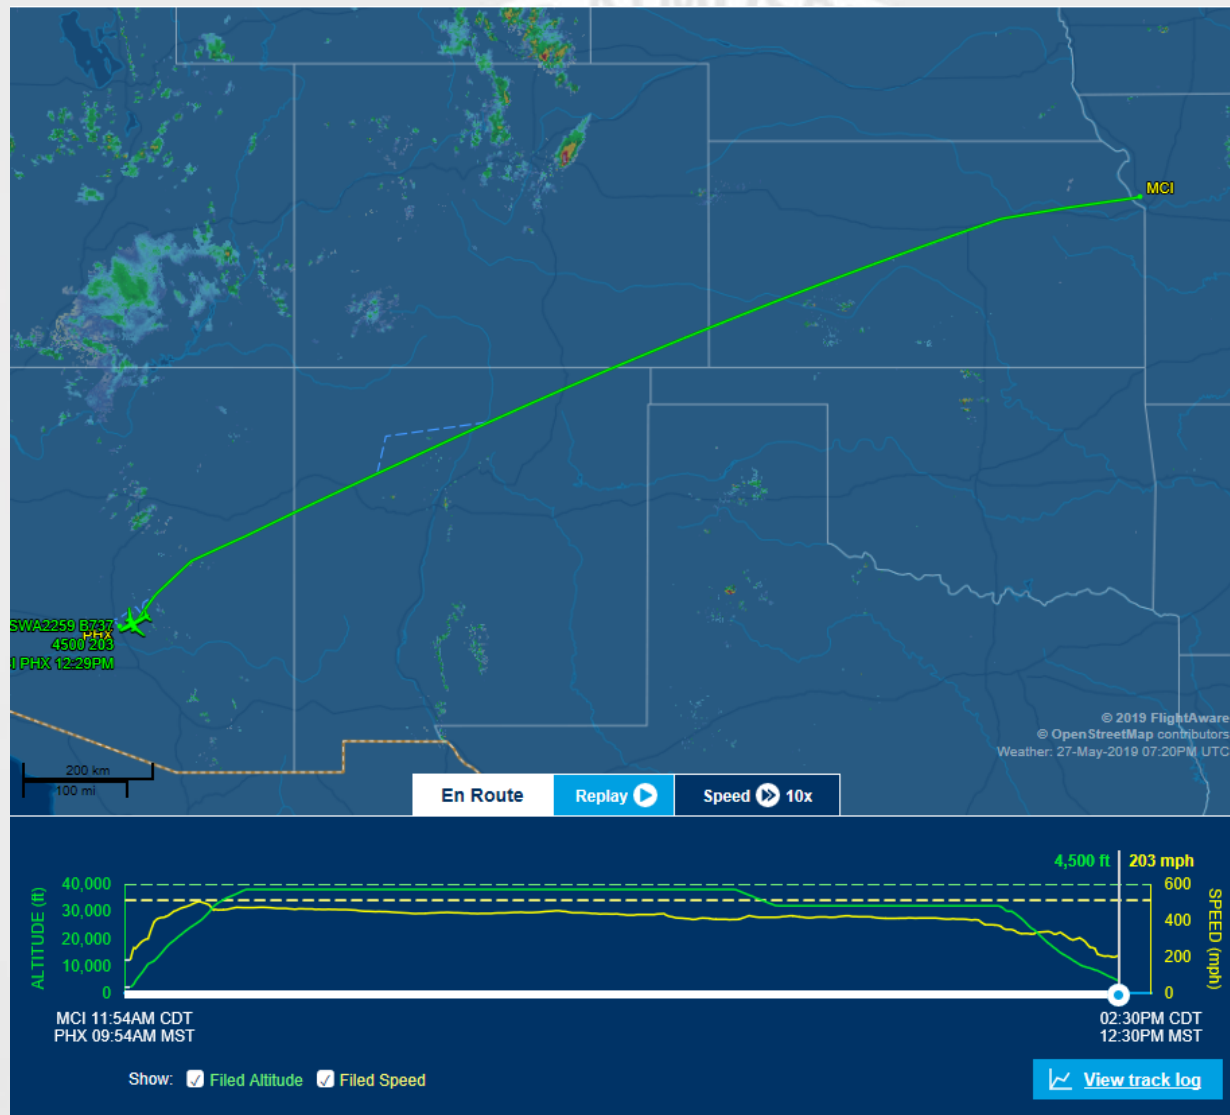 MCI
SWA2259 B737
PHX
4500 203
I PHX 12:29PM
© 2019 FlightAware
© OpenStreetMap contributors
Weather: 27-May-2019 07:20PM UTC
200 km
100 mi
En Route
Replay
Speed 10x
4,500 ft 203 mph
ALTITUDE (ft)
40,000
30,000
20,000
10,000
0
600
400
200
0
SPEED (mph)
MCI 11:54AM CDT
PHX 09:54AM MST
02:30PM CDT
12:30PM MST
Show: Filed Altitude Filed Speed
View track log